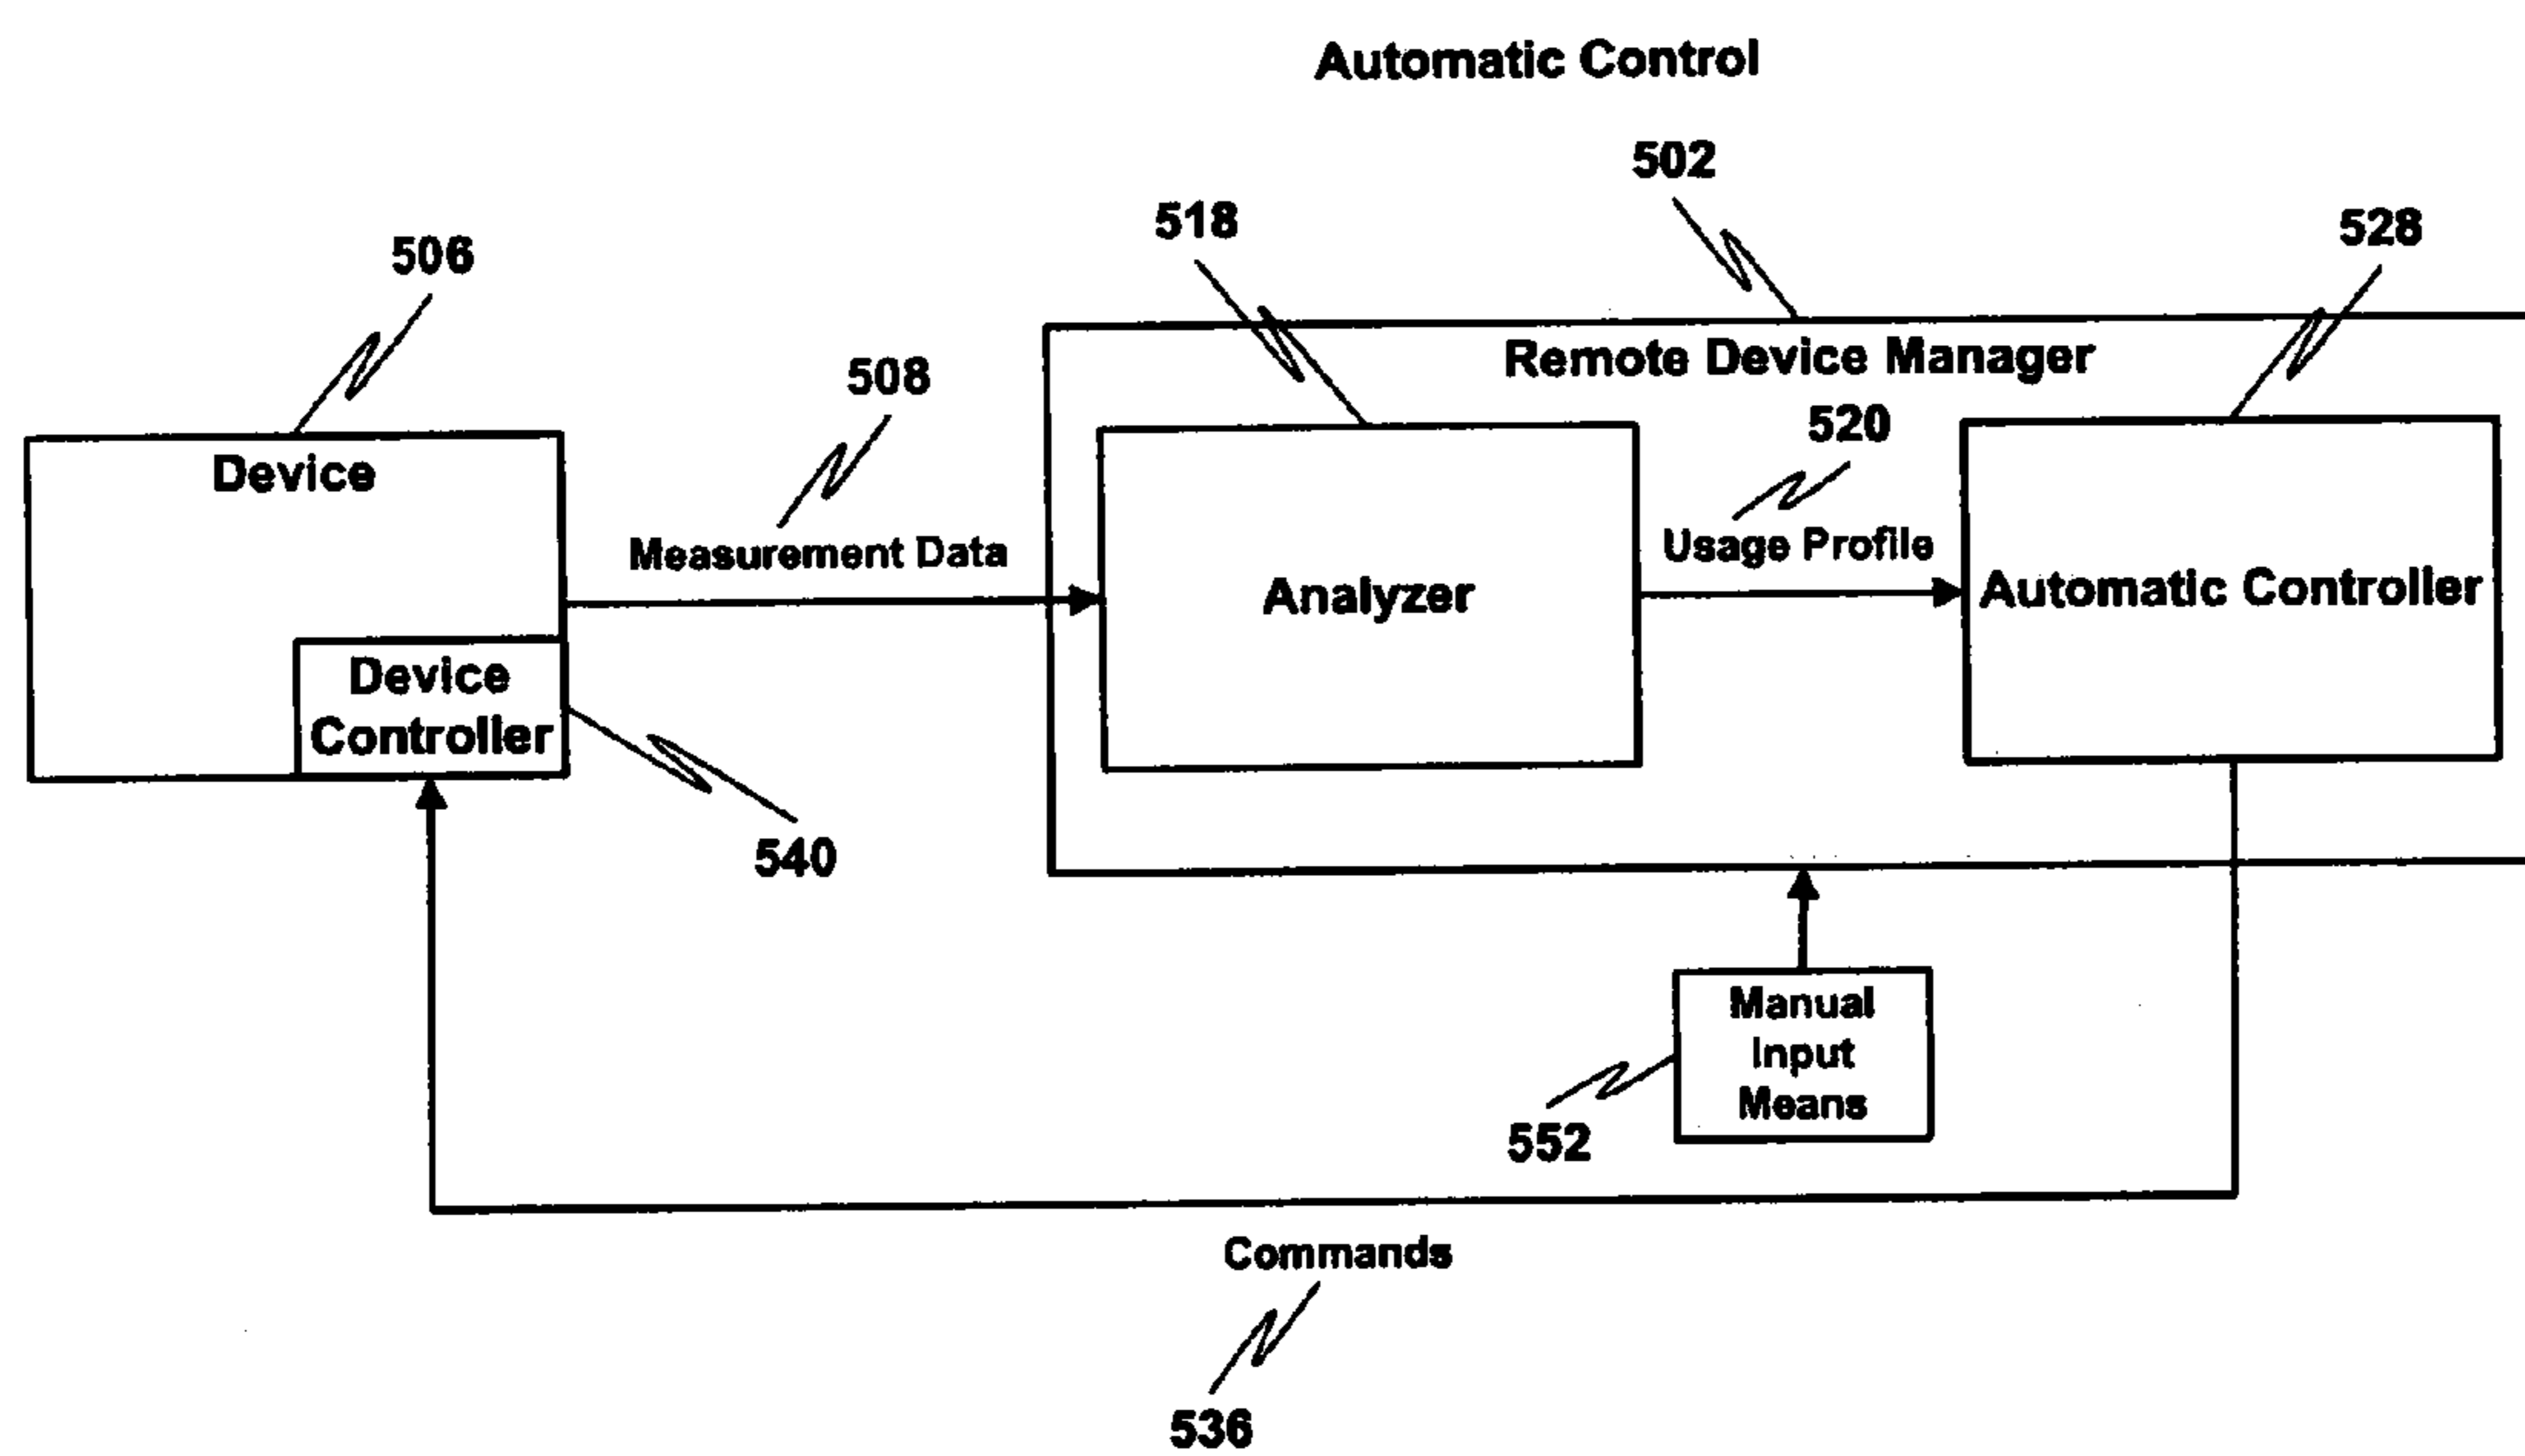 Automatic Control
502
518
528
506
Remote Device Manager
508
520
Device
Measurement Data
Usage Profile
Analyzer
Automatic Controller
Device
Controller
540
Manual
Input
Means
552
Commands
536